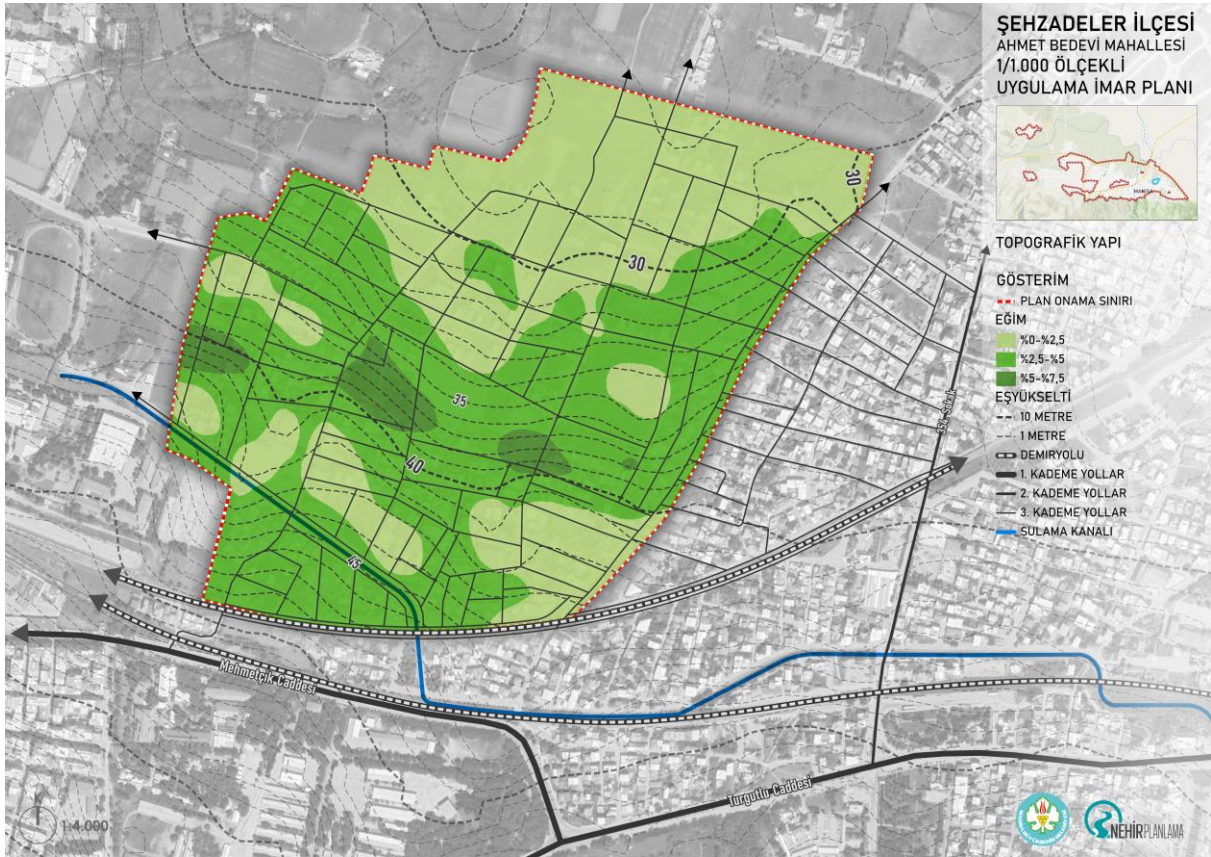 ŞEHZADELER İLÇESİ
AHMET BEDEVİ MAHALLESİ
1/1.000 ÖLÇEKLİ
UYGULAMA İMAR PLANI
MANİSA
TOPOGRAFİK YAPI
GÖSTERİM
PLAN ONAMA SINIRI
EĞİM
%0-%2,5
%2,5-%5
%5-%7,5
EŞYÜKSELTİ
10 METRE
1 METRE
DEMİRYOLU
1. KADEME YOLLAR
2. KADEME YOLLAR
3. KADEME YOLLAR
SULAMA KANALI
30
30
35
40
45
Mehmetçik Caddesi
Turgutlu Caddesi
1:4.000
NEHİR PLANLAMA